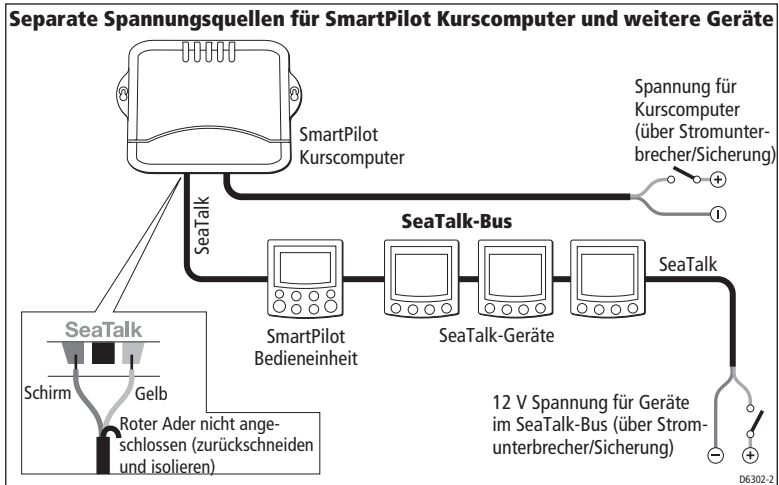 Separate Spannungsquellen für SmartPilot Kurscomputer und weitere Geräte
Spannung für
Kurscomputer
(über Stromunter-
brecher/Sicherung)
SmartPilot
Kurscomputer
SeaTalk
SeaTalk-Bus
SeaTalk
SmartPilot
Bedieneinheit
SeaTalk-Geräte
SeaTalk
Schirm
Gelb
Roter Ader nicht ange-
schlossen (zurückschneiden
und isolieren)
12 V Spannung für Geräte
im SeaTalk-Bus (über Strom-
unterbrecher/Sicherung)
D6302-2